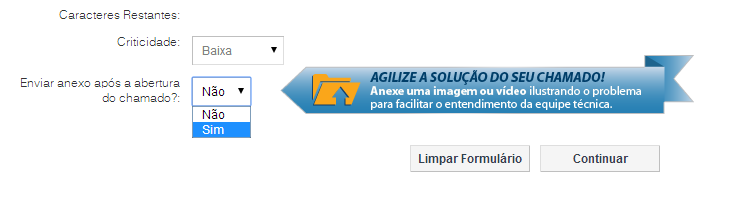 Caracteres Restantes:
Criticidade:
Baixa
Enviar anexo após a abertura
do chamado?:
Não
Não
Sim
AGILIZE A SOLUÇÃO DO SEU CHAMADO!
Anexe uma imagem ou vídeo ilustrando o problema
para facilitar o entendimento da equipe técnica.
Limpar Formulário
Continuar